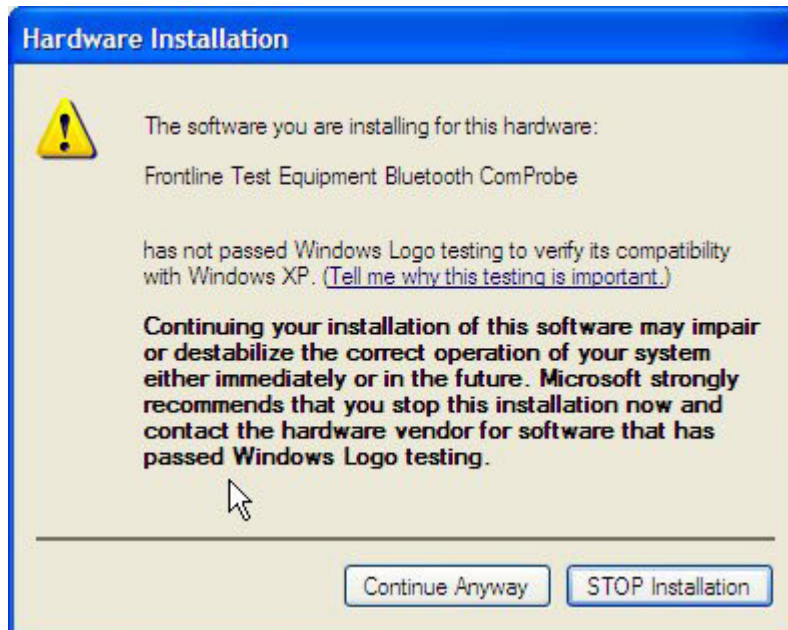 Hardware Installation
The software you are installing for this hardware:
Frontline Test Equipment Bluetooth ComProbe
has not passed Windows Logo testing to verify its compatibility
with Windows XP. (Tell me why this testing is important.)
Continuing your installation of this software may impair
or destabilize the correct operation of your system
either immediately or in the future. Microsoft strongly
recommends that you stop this installation now and
contact the hardware vendor for software that has
passed Windows Logo testing.
Continue Anyway
STOP Installation